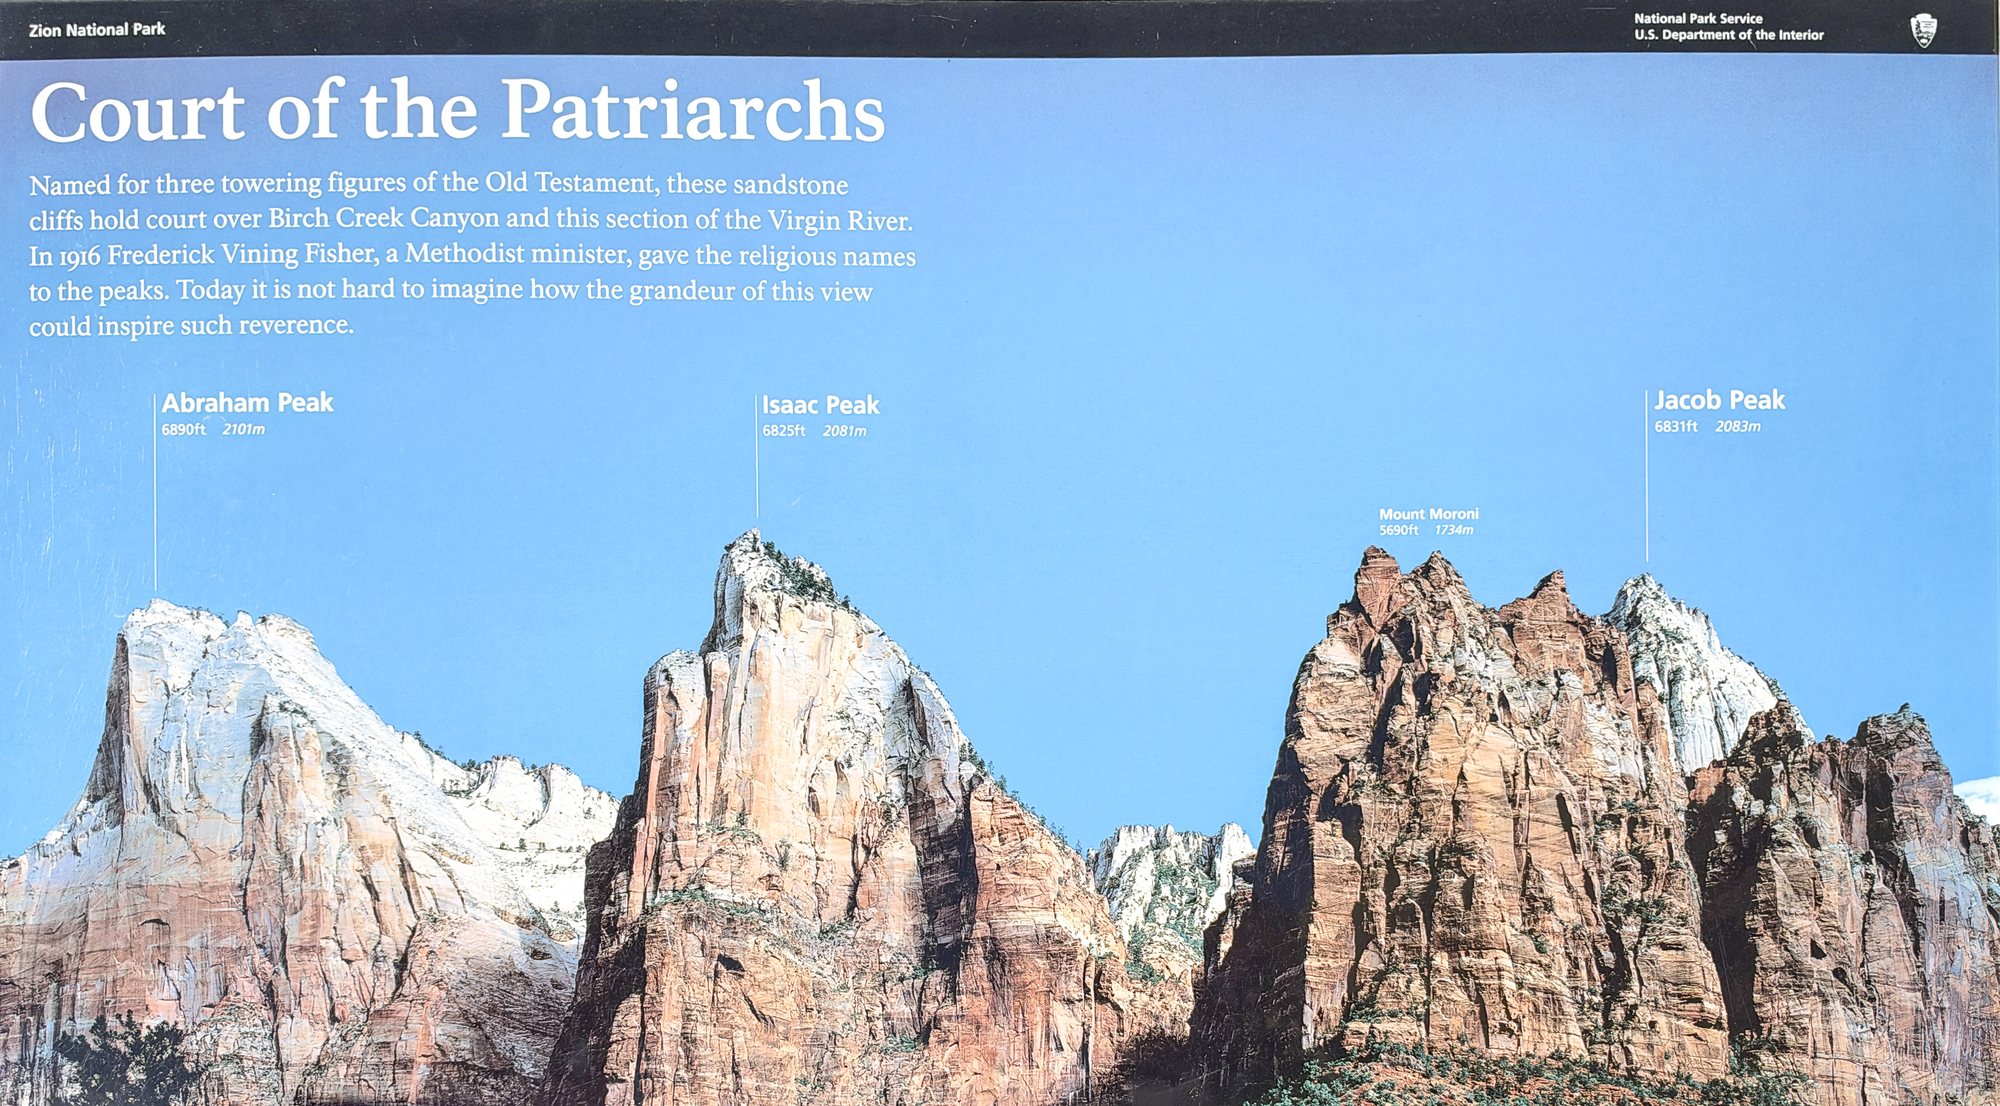 Zion National Park
National Park Service
U.S. Department of the Interior
Court of the Patriarchs
Named for three towering figures of the Old Testament, these sandstone
cliffs hold court over Birch Creek Canyon and this section of the Virgin River.
In 1916 Frederick Vining Fisher, a Methodist minister, gave the religious names
to the peaks. Today it is not hard to imagine how the grandeur of this view
could inspire such reverence.
Abraham Peak
6890ft 2101m
Isaac Peak
6825ft 2081m
Mount Moroni
5690ft 1734m
Jacob Peak
6831ft 2083m